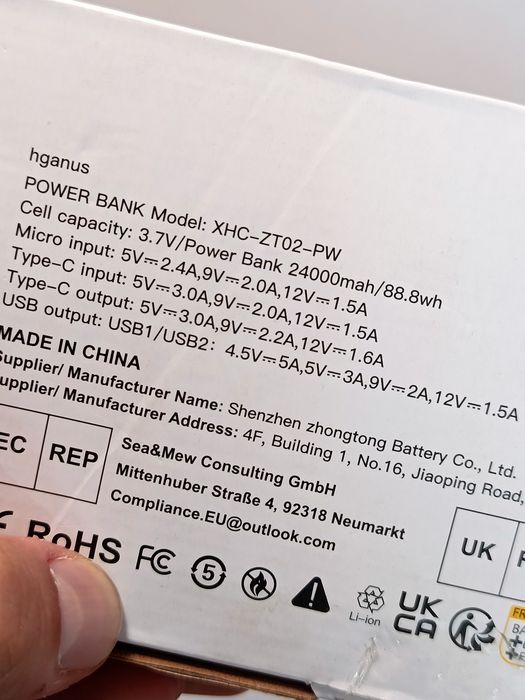 hganus
POWER BANK Model: XHC-ZT02-PW
Cell capacity: 3.7V/Power Bank 24000mah/88.8wh
Micro input: 5V⎓2.4A,9V⎓2.0A,12V⎓1.5A
Type-C input: 5V⎓3.0A,9V⎓2.0A,12V⎓1.5A
Type-C output: 5V⎓3.0A,9V⎓2.2A,12V⎓1.6A
USB output: USB1/USB2: 4.5V⎓5A,5V⎓3A,9V⎓2A,12V⎓1.5A
MADE IN CHINA
Supplier/ Manufacturer Name: Shenzhen zhongtong Battery Co., Ltd.
Supplier/ Manufacturer Address: 4F, Building 1, No.16, Jiaoping Road,
EC REP
Sea&Mew Consulting GmbH
Mittenhuber Straße 4, 92318 Neumarkt
Compliance.EU@outlook.com
UK
RoHS FC 5
Li-ion
UK
CA
FR